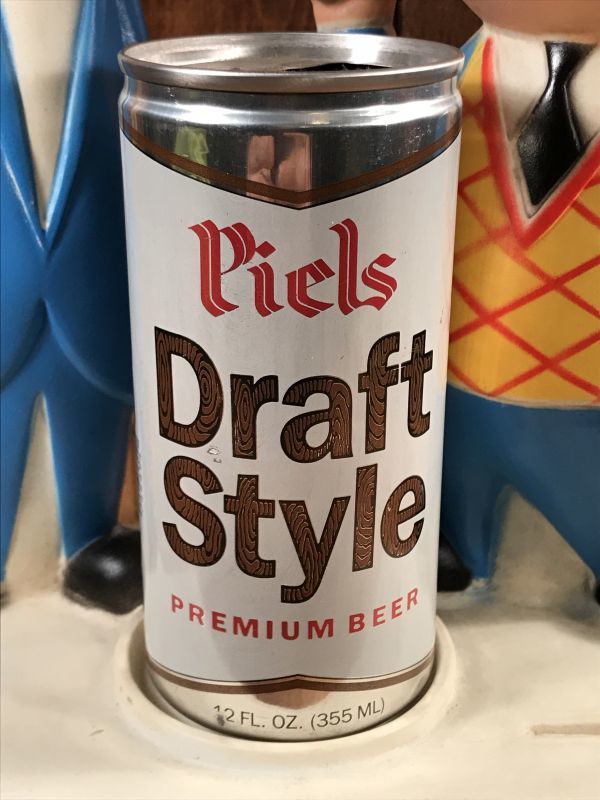 Piels
Draft
Style
PREMIUM BEER
12 FL. OZ. (355 ML)